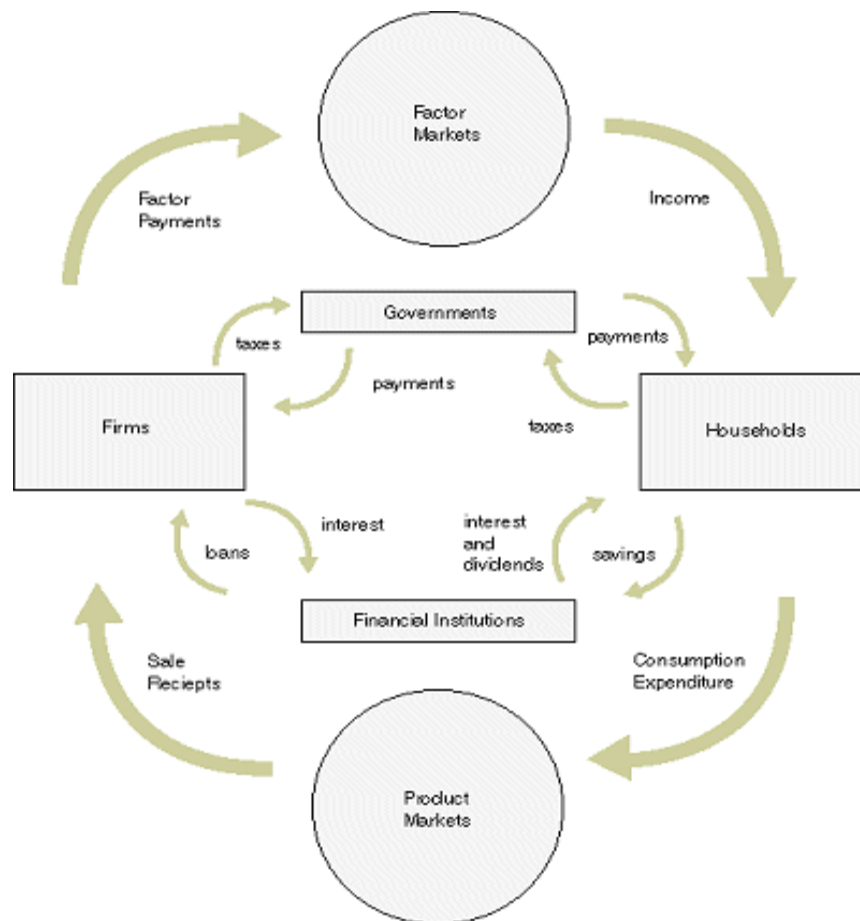 Factor
Markets
Factor
Payments
Income
Governments
taxes
payments
payments
taxes
Firms
Households
loans
interest
interest
and
dividends
savings
Financial Institutions
Sale
Reciepts
Consumption
Expenditure
Product
Markets